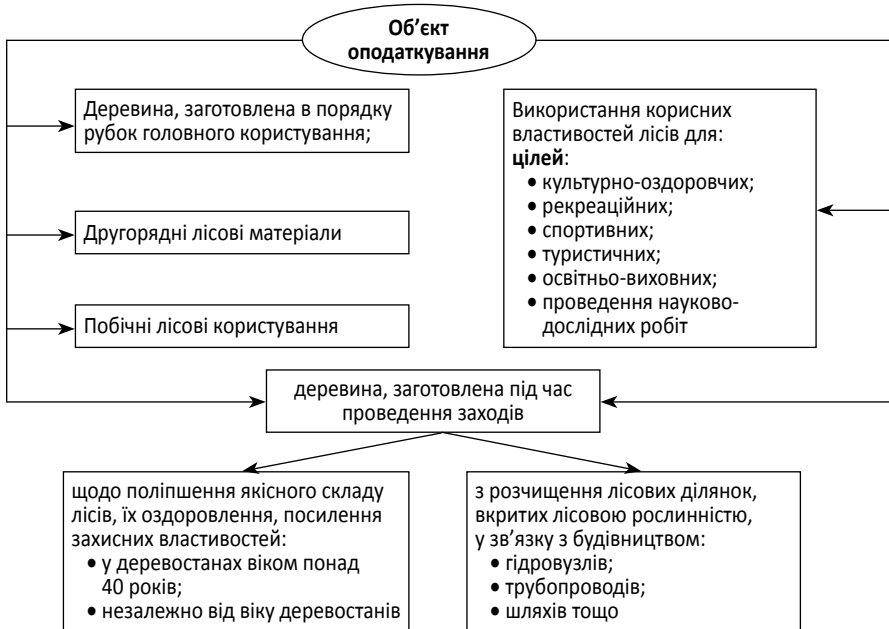 Об’єкт
оподаткування
Деревина, заготовлена в порядку
рубок головного користування;
Другорядні лісові матеріали
Побічні лісові користування
Використання корисних
властивостей лісів для:
цілей:
• культурно-оздоровчих;
• рекреаційних;
• спортивних;
• туристичних;
• освітньо-виховних;
• проведення науково-
дослідних робіт
деревина, заготовлена під час
проведення заходів
щодо поліпшення якісного складу
лісів, їх оздоровлення, посилення
захисних властивостей:
• у деревостанах віком понад
40 років;
• незалежно від віку деревостанів
з розчищення лісових ділянок,
вкритих лісовою рослинністю,
у зв’язку з будівництвом:
• гідровузлів;
• трубопроводів;
• шляхів тощо